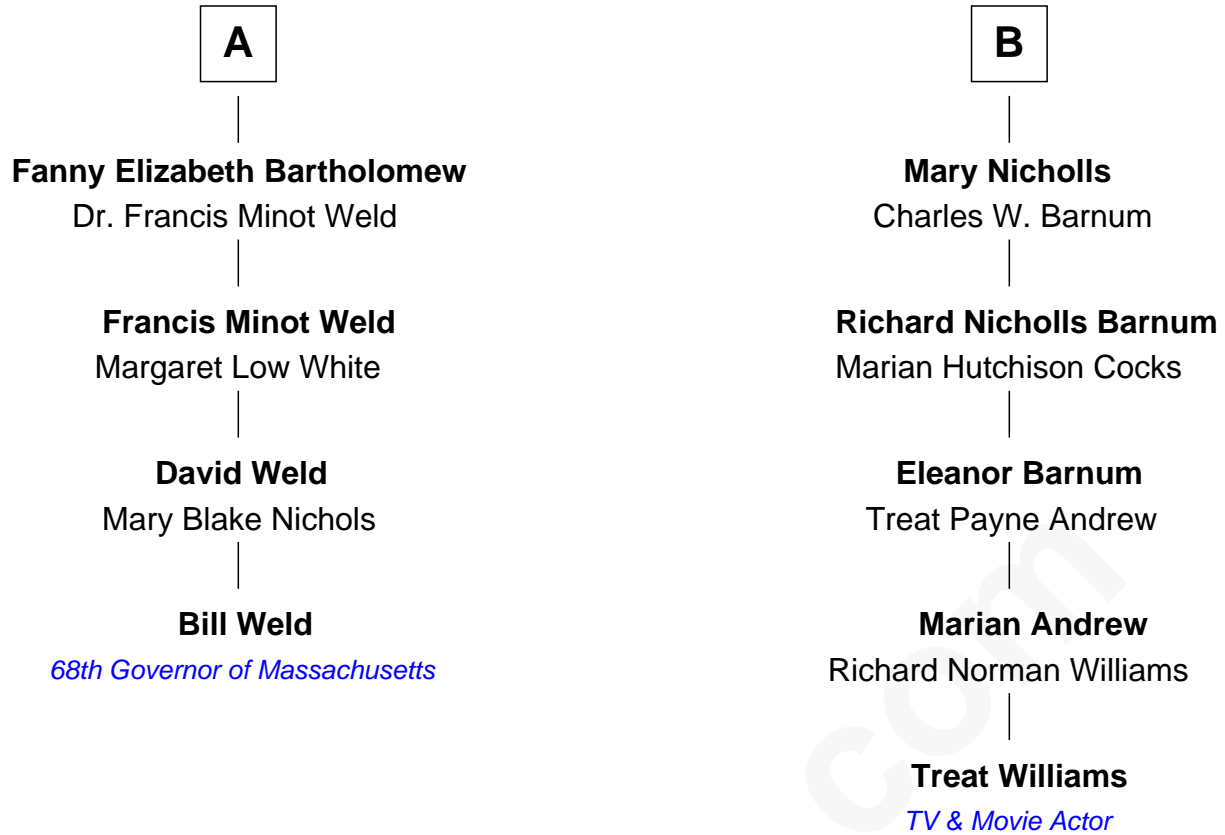 A
Fanny Elizabeth Bartholomew
Dr. Francis Minot Weld
Francis Minot Weld
Margaret Low White
David Weld
Mary Blake Nichols
Bill Weld
68th Governor of Massachusetts
B
Mary Nicholls
Charles W. Barnum
Richard Nicholls Barnum
Marian Hutchison Cocks
Eleanor Barnum
Treat Payne Andrew
Marian Andrew
Richard Norman Williams
Treat Williams
TV & Movie Actor
com